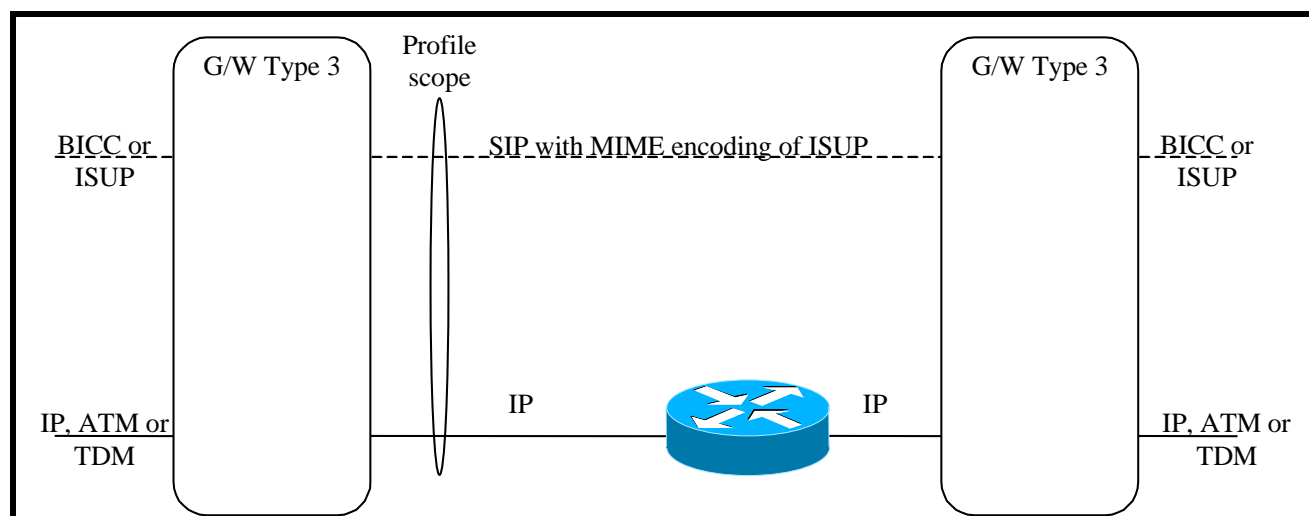 G/W Type 3
Profile
scope
G/W Type 3
BICC or
ISUP
SIP with MIME encoding of ISUP
BICC or
ISUP
IP, ATM or
TDM
IP
IP
IP, ATM or
TDM